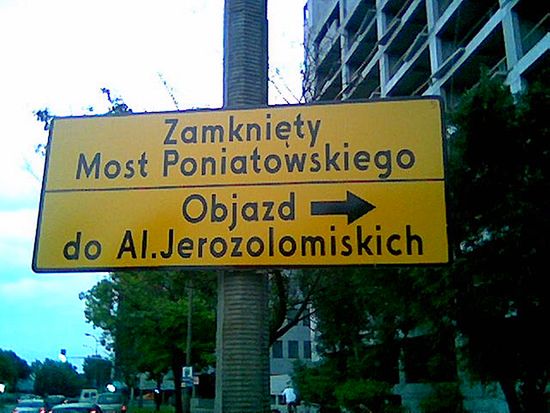 Zamknięty
Most Poniatowskiego
Objazd
do Al.Jerozolomiskich